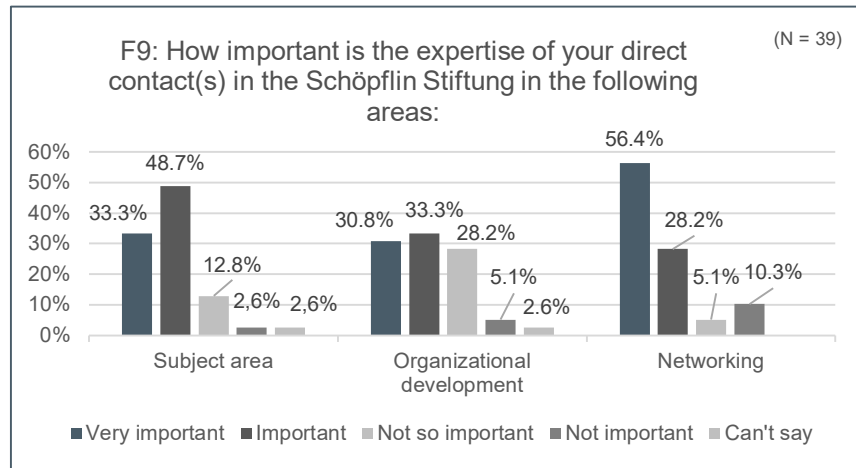 F9: How important is the expertise of your direct
contact(s) in the Schöpflin Stiftung in the following
areas:
(N = 39)
60%
50%
40%
30%
20%
10%
0%
33.3%
48.7%
12.8%
2,6%
2,6%
30.8%
33.3%
28.2%
5.1%
2.6%
56.4%
28.2%
5.1%
10.3%
Subject area
Organizational
development
Networking
Very important
Important
Not so important
Not important
Can't say